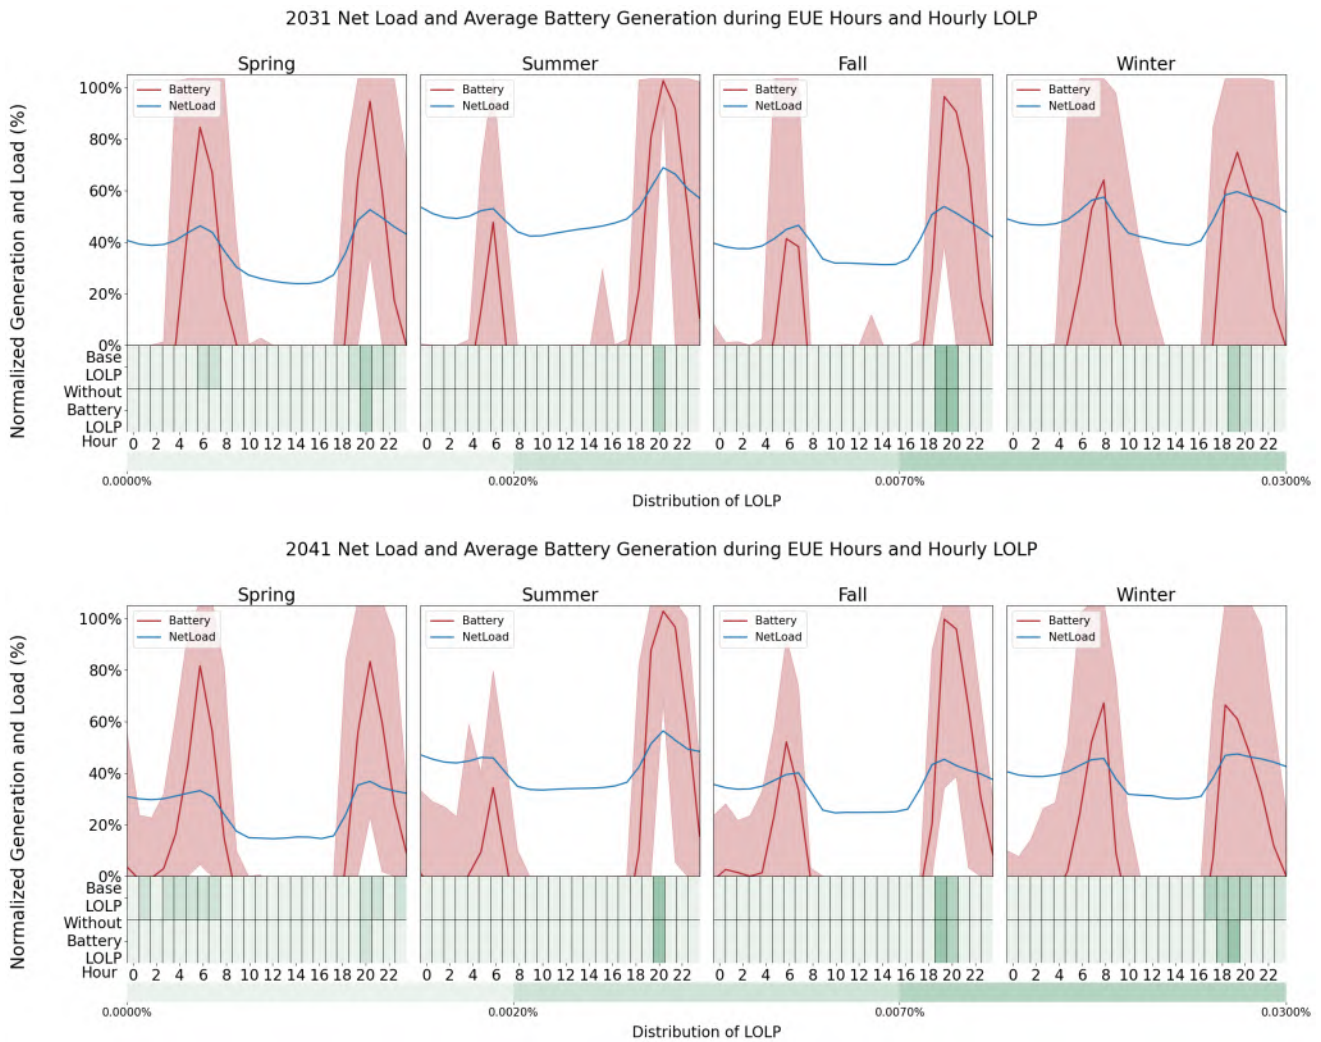 2031 Net Load and Average Battery Generation during EUE Hours and Hourly LOLP
Spring Summer Fall Winter
Normalized Generation and Load (%)
100%
80%
60%
40%
20%
0%
Battery
NetLoad
Battery
NetLoad
Battery
NetLoad
Battery
NetLoad
Base
LOLP
Without
Battery
LOLP
Hour 0 2 4 6 8 10 12 14 16 18 20 22 0 2 4 6 8 10 12 14 16 18 20 22 0 2 4 6 8 10 12 14 16 18 20 22 0 2 4 6 8 10 12 14 16 18 20 22
0.0000% 0.0020% 0.0070% 0.0300%
Distribution of LOLP
2041 Net Load and Average Battery Generation during EUE Hours and Hourly LOLP
Spring Summer Fall Winter
Normalized Generation and Load (%)
100%
80%
60%
40%
20%
0%
Battery
NetLoad
Battery
NetLoad
Battery
NetLoad
Battery
NetLoad
Base
LOLP
Without
Battery
LOLP
Hour 0 2 4 6 8 10 12 14 16 18 20 22 0 2 4 6 8 10 12 14 16 18 20 22 0 2 4 6 8 10 12 14 16 18 20 22 0 2 4 6 8 10 12 14 16 18 20 22
0.0000% 0.0020% 0.0070% 0.0300%
Distribution of LOLP